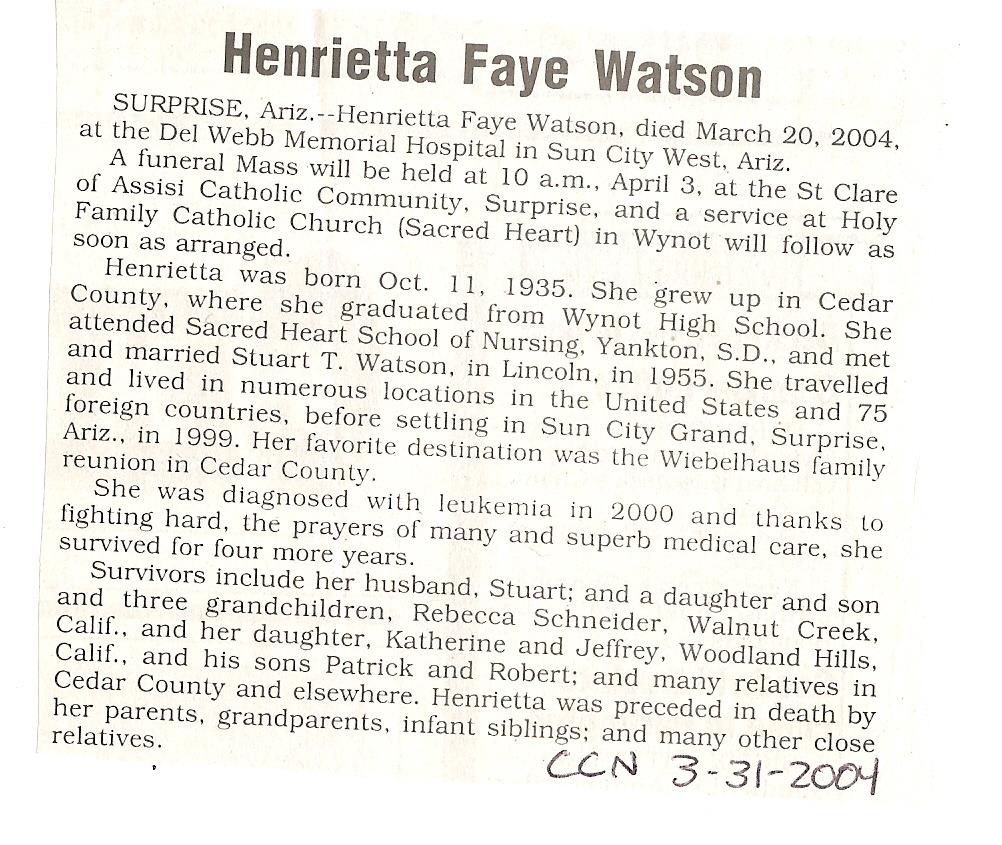 Henrietta Faye Watson
SURPRISE, Ariz.--Henrietta Faye Watson, died March 20, 2004,
at the Del Webb Memorial Hospital in Sun City West, Ariz.
A funeral Mass will be held at 10 a.m., April 3, at the St Clare
of Assisi Catholic Community, Surprise, and a service at Holy
Family Catholic Church (Sacred Heart) in Wynot will follow as
soon as arranged.
Henrietta was born Oct. 11, 1935. She grew up in Cedar
County, where she graduated from Wynot High School. She
attended Sacred Heart School of Nursing, Yankton, S.D., and met
and married Stuart T. Watson, in Lincoln, in 1955. She travelled
and lived in numerous locations in the United States and 75
foreign countries, before settling in Sun City Grand, Surprise,
Ariz., in 1999. Her favorite destination was the Wiebelhaus family
reunion in Cedar County.
She was diagnosed with leukemia in 2000 and thanks to
fighting hard, the prayers of many and superb medical care, she
survived for four more years.
Survivors include her husband, Stuart; and a daughter and son
and three grandchildren, Rebecca Schneider, Walnut Creek,
Calif., and her daughter, Katherine and Jeffrey, Woodland Hills,
Calif., and his sons Patrick and Robert; and many relatives in
Cedar County and elsewhere. Henrietta was preceded in death by
her parents, grandparents, infant siblings; and many other close
relatives.
CCN 3-31-2004